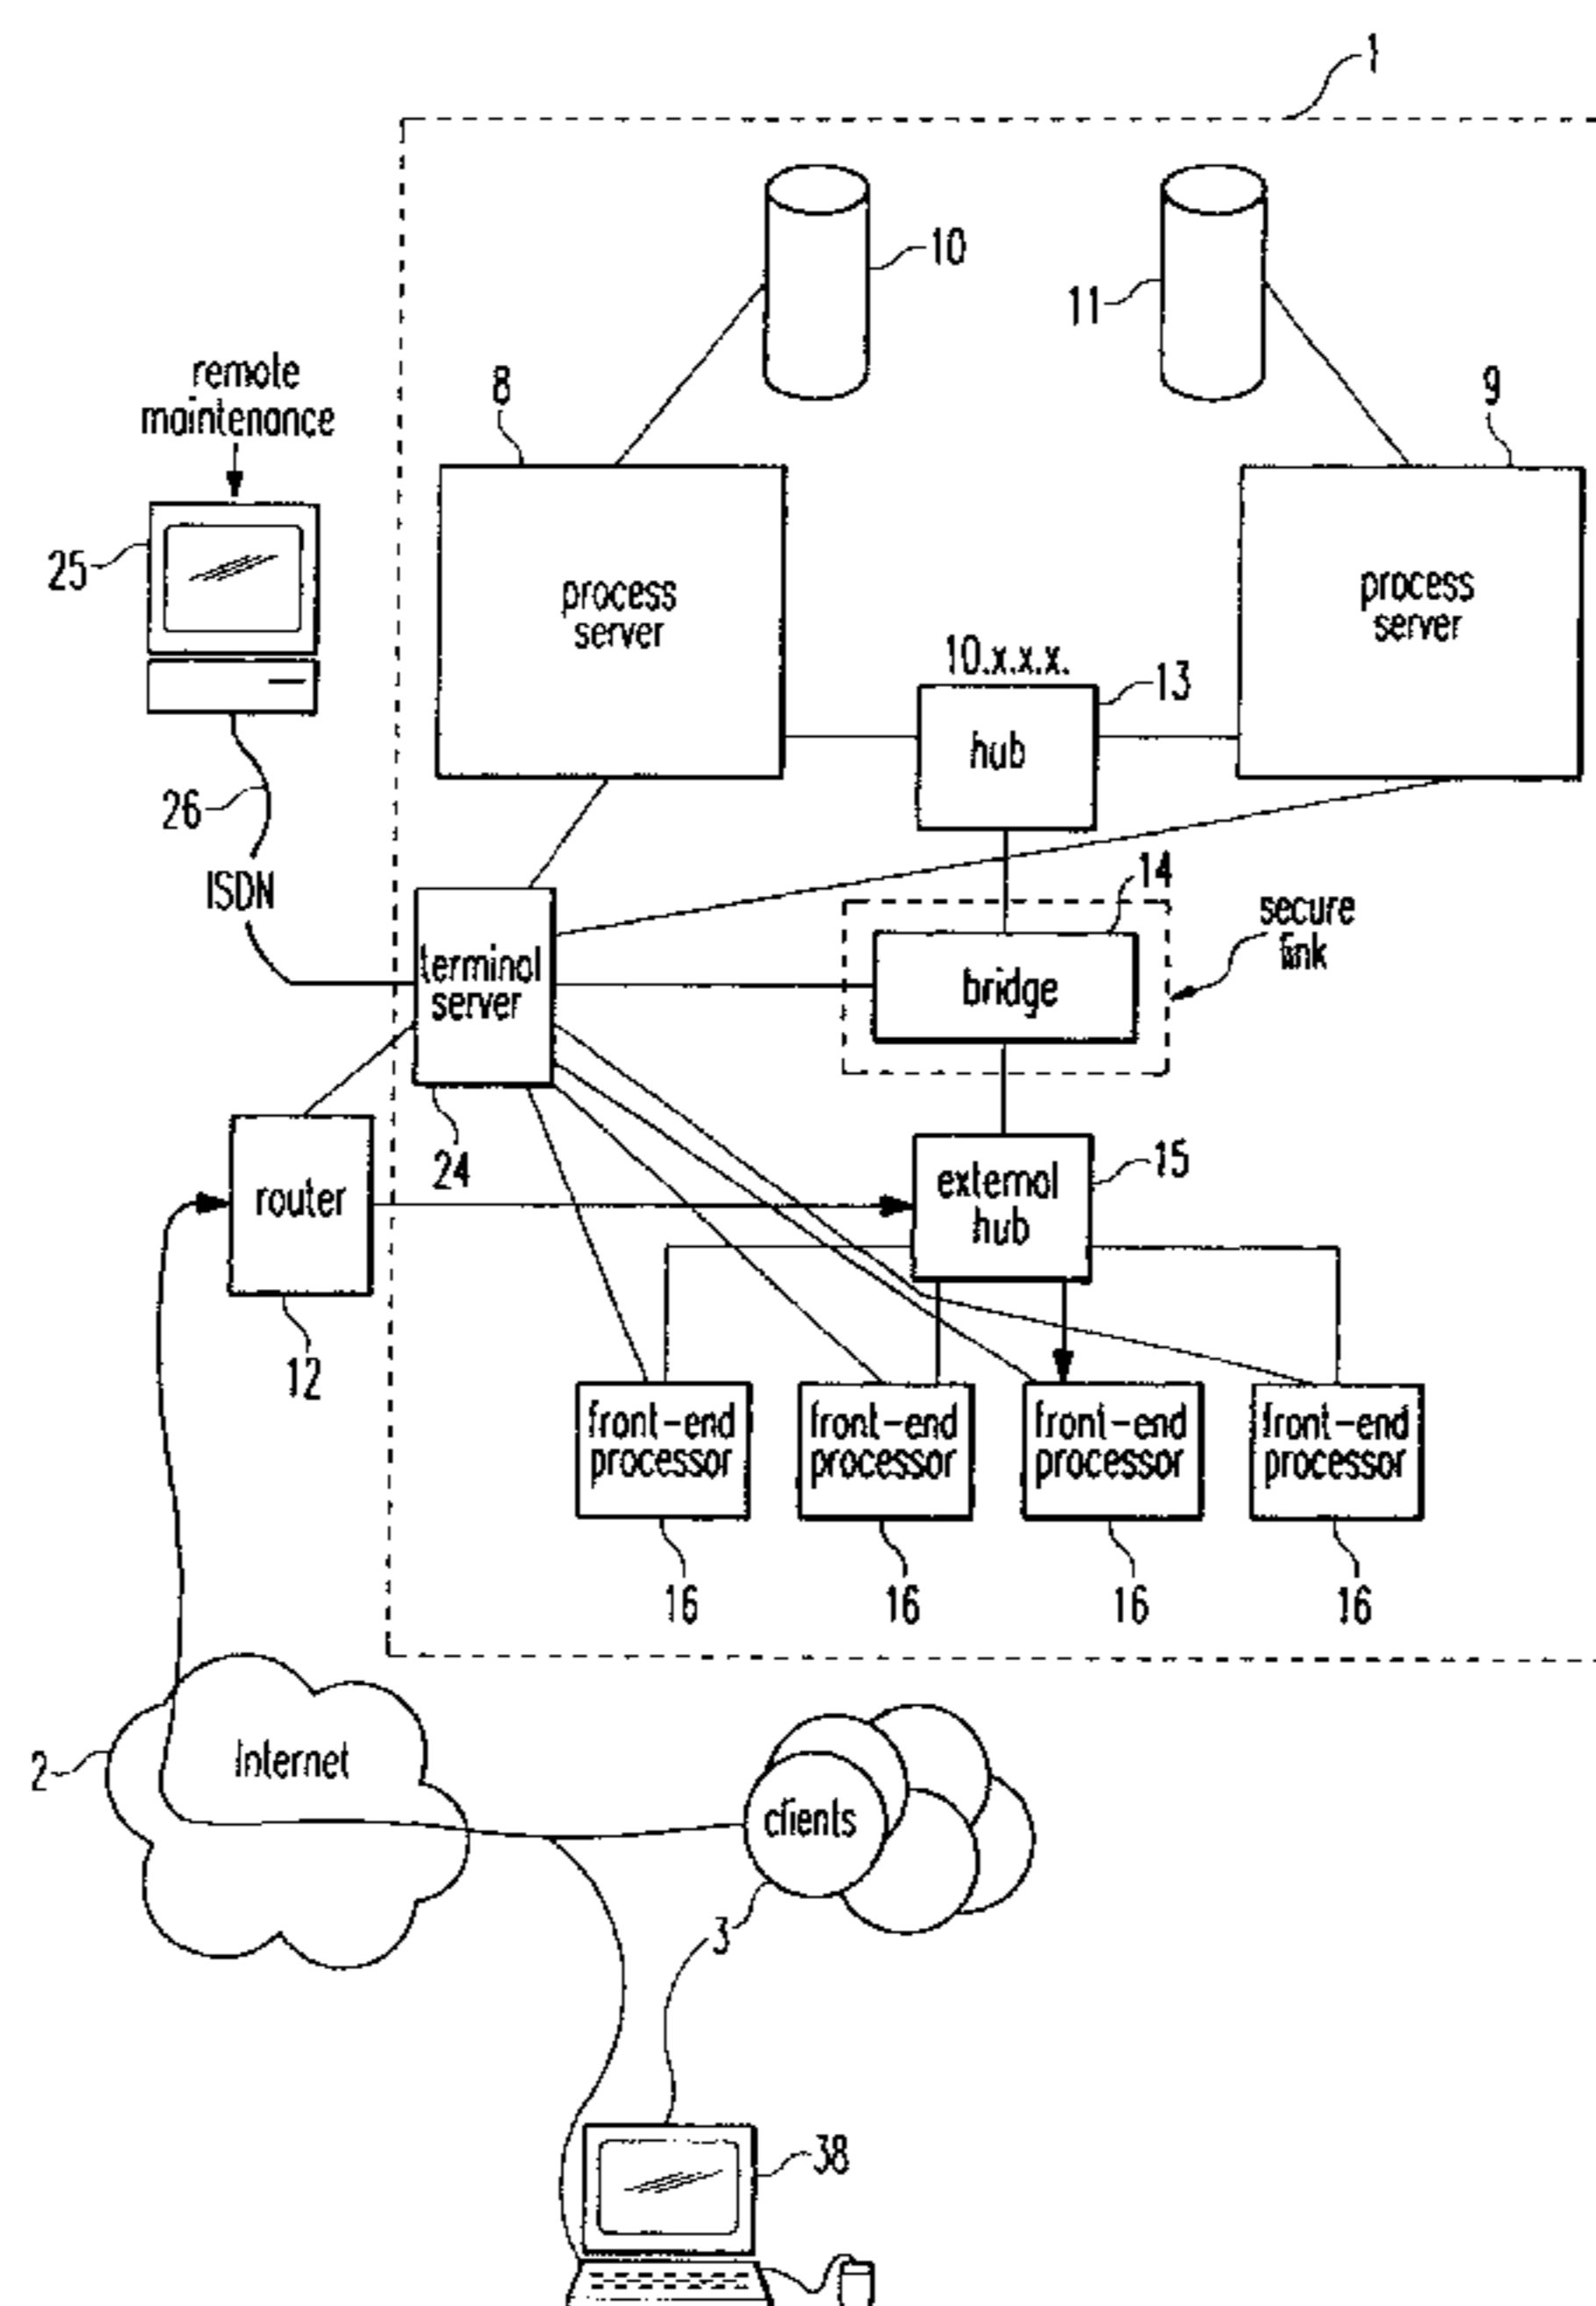 1
10
11
remote
maintenance
8
9
25
process
server
process
server
10.x.x.x.
13
hub
26
ISDN
14
secure
link
terminal
server
bridge
24
15
external
hub
router
12
front-end
processor
front-end
processor
front-end
processor
front-end
processor
16
16
16
16
2
Internet
clients
3
38